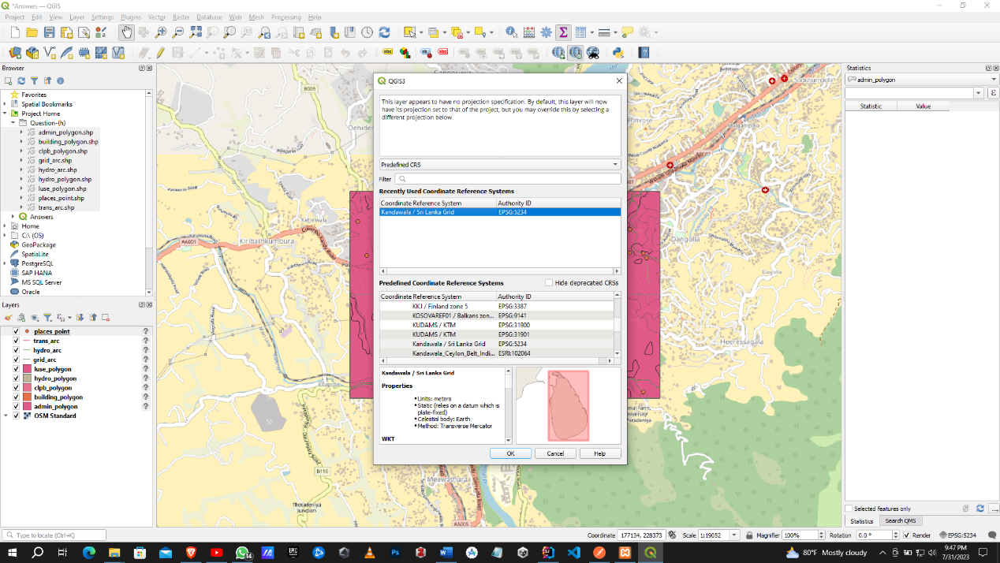 *Answers — QGIS
Project Edit View Layer Settings Plugins Vector Raster Database Web Mesh Processing Help
Browser
Favorites
Spatial Bookmarks
Project Home
Question-(h)
admin_polygon.shp
building_polygon.shp
clpb_polygon.shp
grid_arc.shp
hydro_arc.shp
hydro_polygon.shp
luse_polygon.shp
places_point.shp
trans_arc.shp
Answers
Home
C:\ (OS)
GeoPackage
SpatiaLite
PostgreSQL
SAP HANA
MS SQL Server
Oracle
Layers
places_point
trans_arc
hydro_arc
grid_arc
luse_polygon
hydro_polygon
clpb_polygon
building_polygon
admin_polygon
OSM Standard
B005
Kiribathkumbura
AA001
B116
Meewathura
Thotadeniya
Junction
AA005
Primrose
Mulgampola
Dangolla
Heeressagala
QGIS3
This layer appears to have no projection specification. By default, this layer will now
have its projection set to that of the project, but you may override this by selecting a
different projection below.
Predefined CRS
Filter
Recently Used Coordinate Reference Systems
Coordinate Reference System Authority ID
Kandawala / Sri Lanka Grid EPSG:5234
Predefined Coordinate Reference Systems Hide deprecated CRSs
Coordinate Reference System Authority ID
KKJ / Finland zone 5 EPSG:3387
KOSOVAREF01 / Balkans zon... EPSG:9141
KUDAMS / KTM EPSG:31900
KUDAMS / KTM EPSG:31901
Kandawala / Sri Lanka Grid EPSG:5234
Kandawala_Ceylon_Belt_Indi... ESRI:102064
Kandawala / Sri Lanka Grid
Properties
Units: meters
Static (relies on a datum which is
plate-fixed)
Celestial body: Earth
Method: Transverse Mercator
WKT
OK Cancel Help
Statistics
admin_polygon
Statistic Value
Selected features only
Statistics Search QMS
Type to locate (Ctrl+K)
Coordinate 177134, 228373 Scale 1:19052 Magnifier 100% Rotation 0.0 ° Render EPSG:5234
14
80°F Mostly cloudy
9:47 PM
7/31/2023